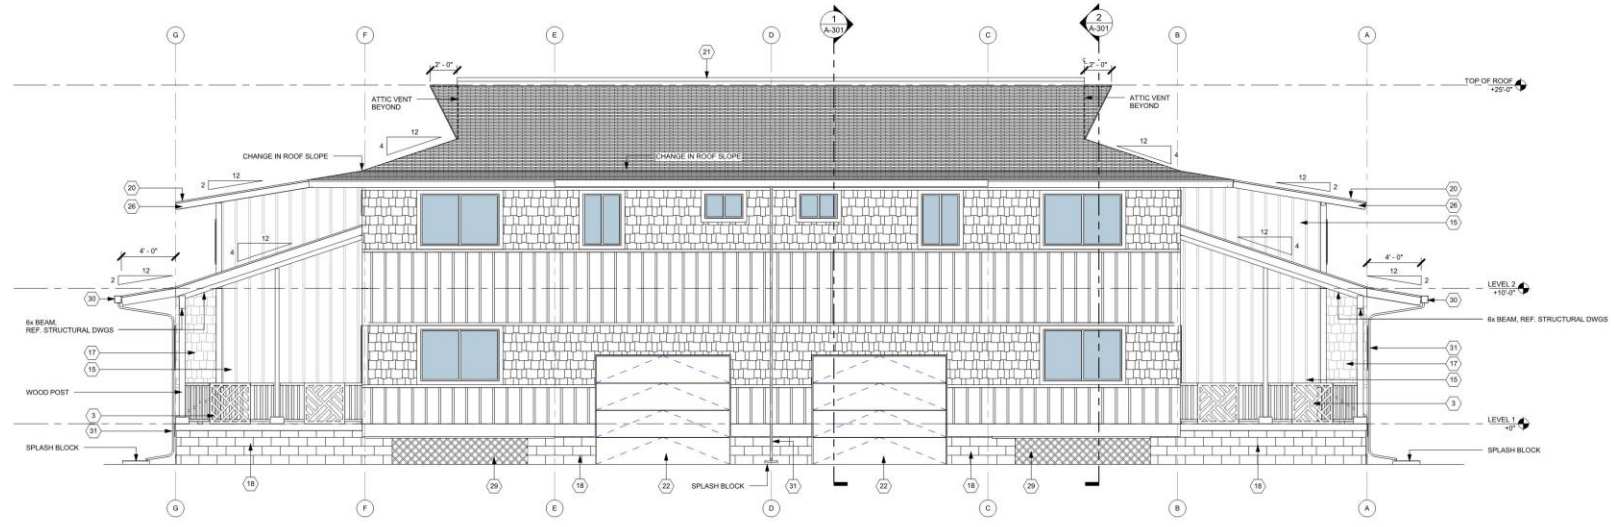 1
A-301
2
A-301
G
F
E
D
C
B
A
21
2' - 0"
2' - 0"
TOP OF ROOF
+25'-0"
ATTIC VENT
BEYOND
ATTIC VENT
BEYOND
12
4
12
4
CHANGE IN ROOF SLOPE
CHANGE IN ROOF SLOPE
12
2
12
2
20
26
20
26
15
4' - 0"
12
2
12
4
12
4
4' - 0"
12
2
LEVEL 2
+10'-0"
30
30
6x BEAM,
REF. STRUCTURAL DWGS
6x BEAM, REF. STRUCTURAL DWGS
17
15
WOOD POST
3
31
31
17
15
3
LEVEL 1
+0"
SPLASH BLOCK
SPLASH BLOCK
18
29
18
22
SPLASH BLOCK
31
22
18
29
18
G
F
E
D
C
B
A